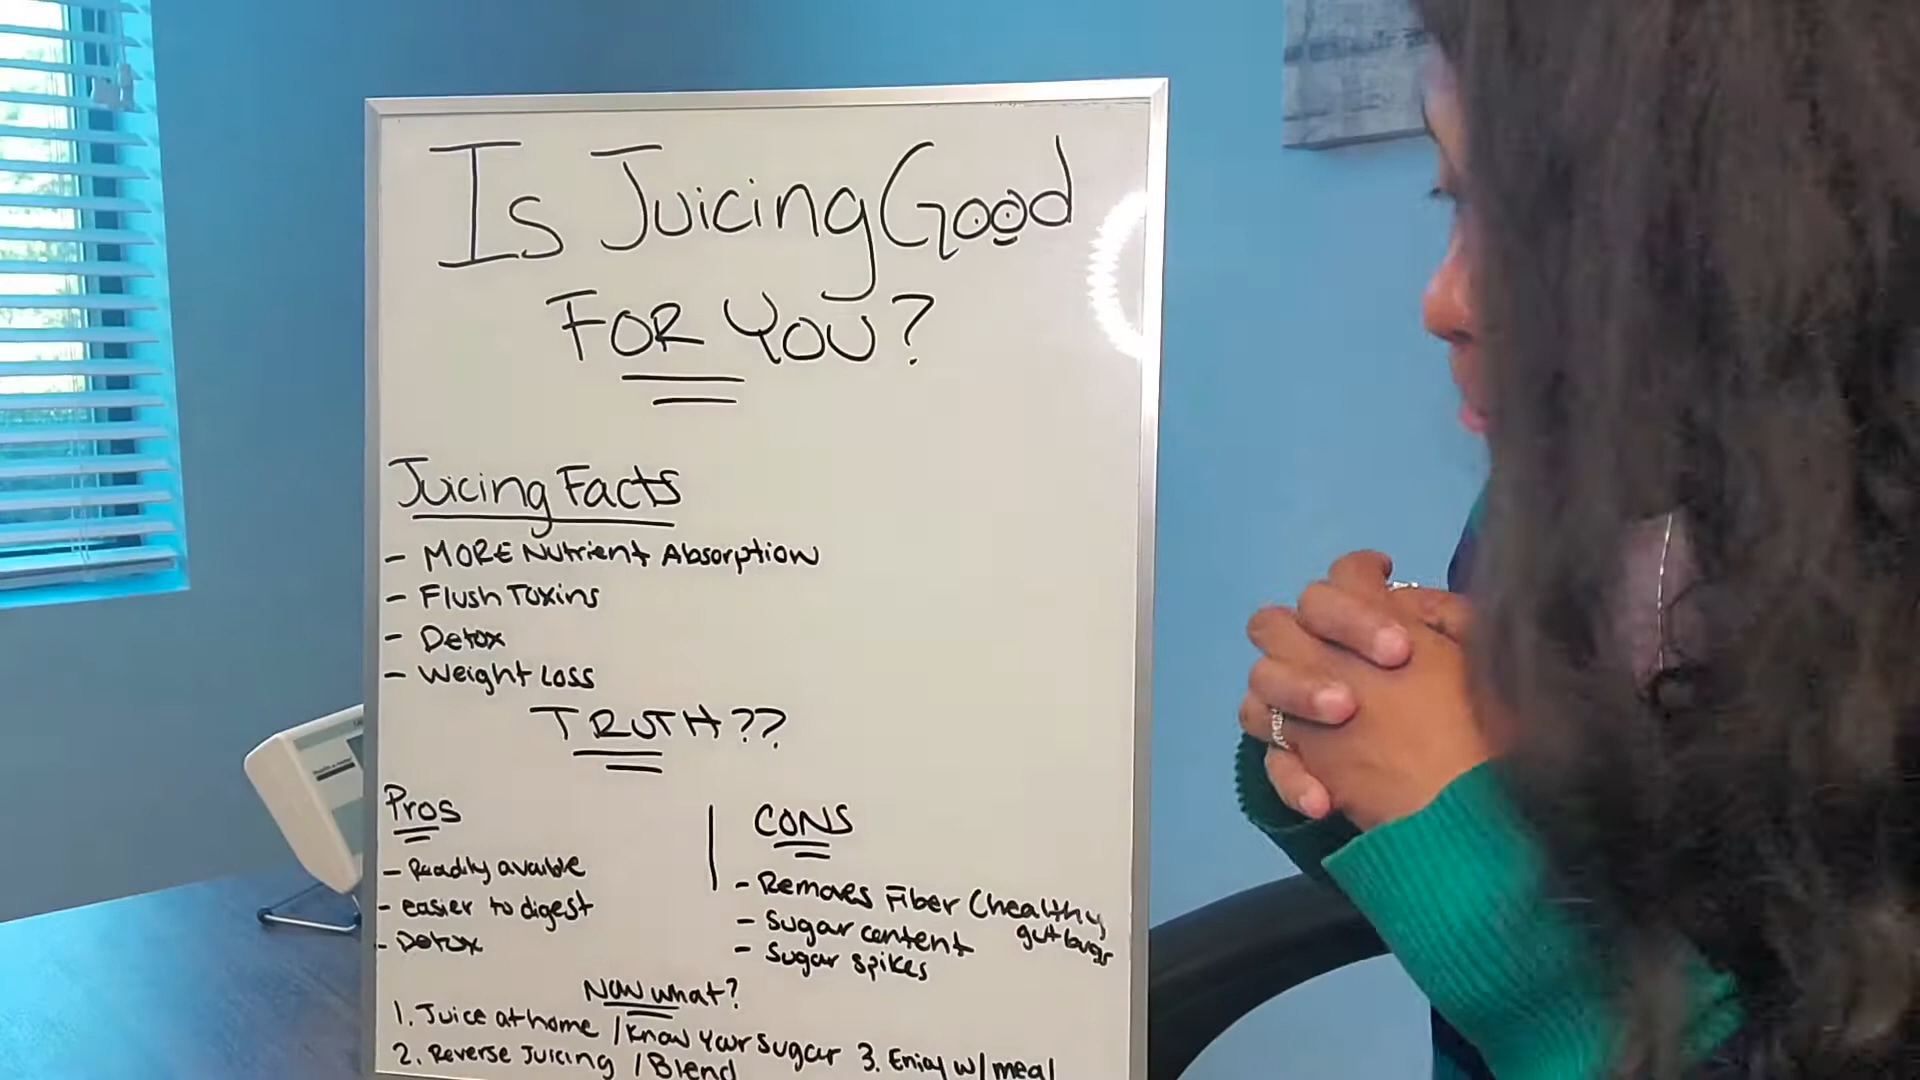 Is Juicing Good
FOR YOU?
Juicing Facts
- MORE Nutrient Absorption
- Flush Toxins
- Detox
- Weight Loss
TRUTH??
Pros
- Readily availble
- easier to digest
- Detox
CONS
- Removes Fiber (healthy
gut bugs
- Sugar content
- Sugar spikes
Now what?
1. Juice at home / Know Your Sugar
2. Reverse Juicing / Blend
3. Enjoy w/ meal